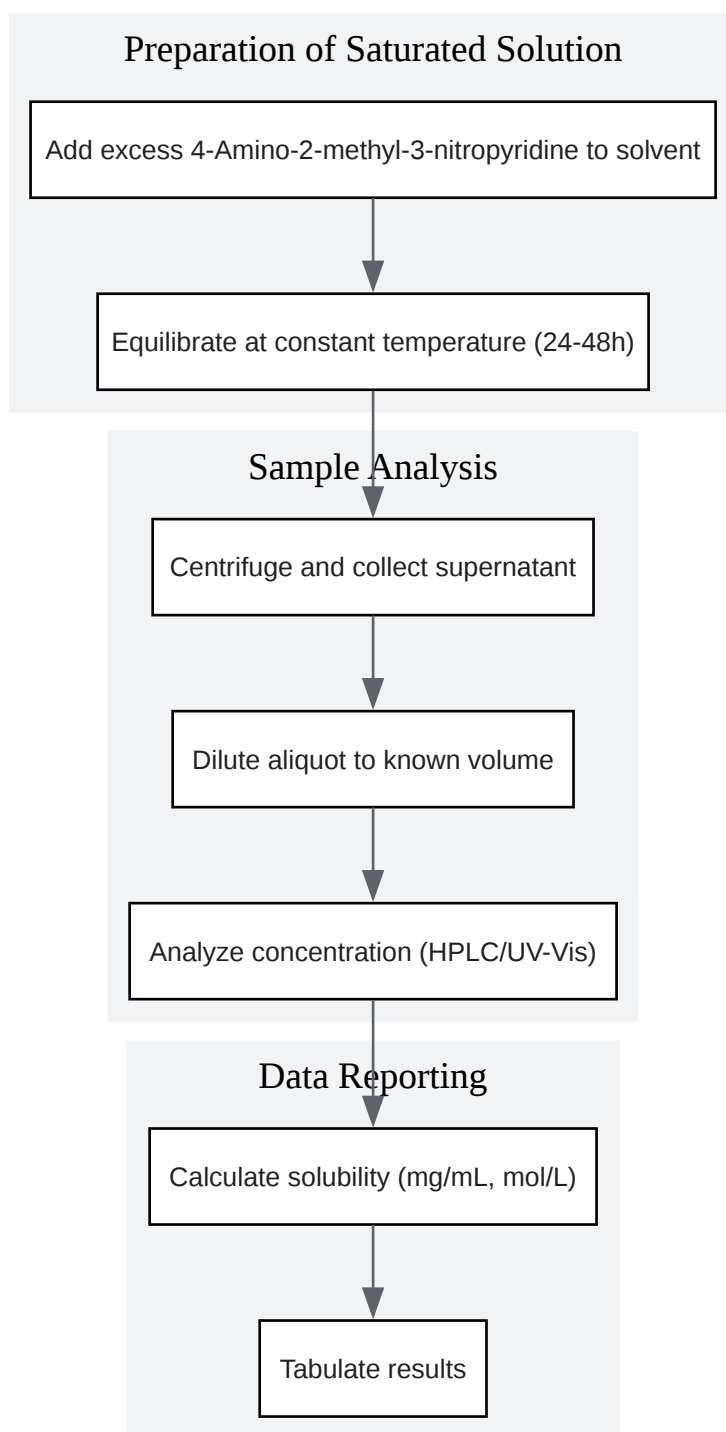 Preparation of Saturated Solution
Add excess 4-Amino-2-methyl-3-nitropyridine to solvent
Equilibrate at constant temperature (24-48h)
Sample Analysis
Centrifuge and collect supernatant
Dilute aliquot to known volume
Analyze concentration (HPLC/UV-Vis)
Data Reporting
Calculate solubility (mg/mL, mol/L)
Tabulate results